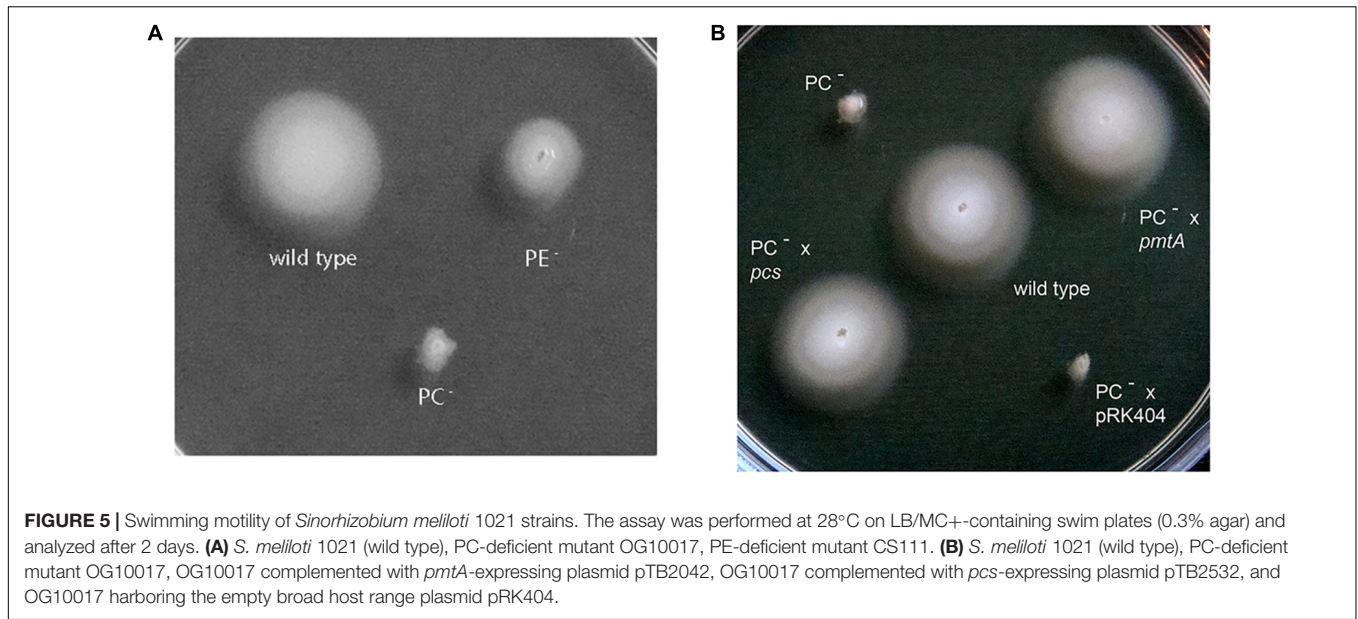 A
B
wild type
PE -
PC -
PC -
PC - x
pmtA
PC - x
pcs
wild type
PC - x
pRK404
FIGURE 5 | Swimming motility of Sinorhizobium meliloti 1021 strains. The assay was performed at 28°C on LB/MC+-containing swim plates (0.3% agar) and
analyzed after 2 days. (A) S. meliloti 1021 (wild type), PC-deficient mutant OG10017, PE-deficient mutant CS111. (B) S. meliloti 1021 (wild type), PC-deficient
mutant OG10017, OG10017 complemented with pmtA-expressing plasmid pTB2042, OG10017 complemented with pcs-expressing plasmid pTB2532, and
OG10017 harboring the empty broad host range plasmid pRK404.